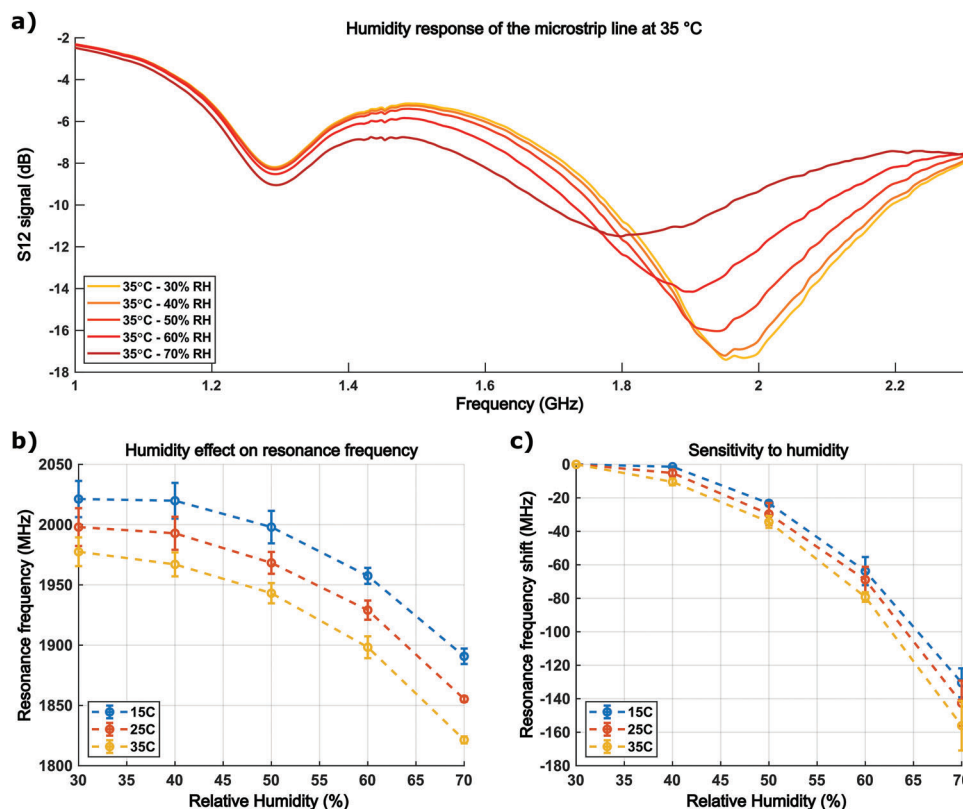 a)
Humidity response of the microstrip line at 35 °C
-2
-4
-6
-8
-10
-12
-14
-16
-18
S12 signal (dB)
35°C - 30% RH
35°C - 40% RH
35°C - 50% RH
35°C - 60% RH
35°C - 70% RH
1
1.2
1.4
1.6
1.8
2
2.2
Frequency (GHz)
b)
Humidity effect on resonance frequency
2050
2000
1950
1900
1850
1800
Resonance frequency (MHz)
15C
25C
35C
30
35
40
45
50
55
60
65
70
Relative Humidity (%)
c)
Sensitivity to humidity
0
-20
-40
-60
-80
-100
-120
-140
-160
-180
Resonance frequency shift (MHz)
15C
25C
35C
30
35
40
45
50
55
60
65
70
Relative Humidity (%)